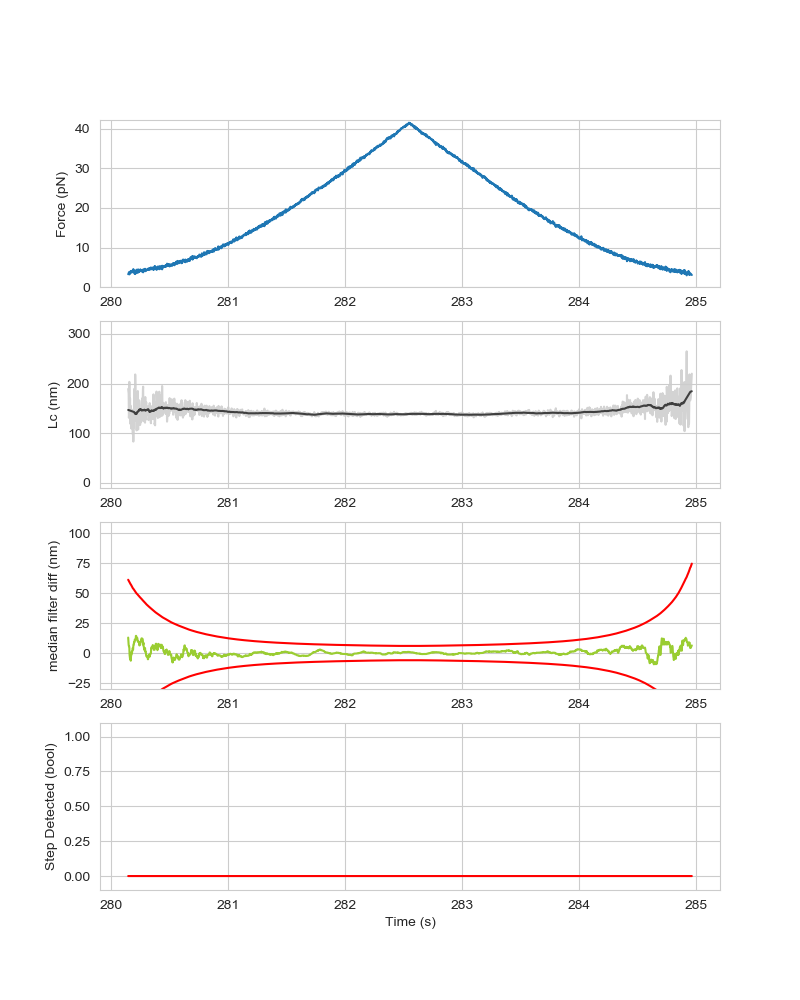 40
30
20
10
0
Force (pN)
280 281 282 283 284 285
300
200
100
0
Lc (nm)
280 281 282 283 284 285
100
75
50
25
0
−25
median filter diff (nm)
280 281 282 283 284 285
1.00
0.75
0.50
0.25
0.00
Step Detected (bool)
280 281 282 283 284 285
Time (s)